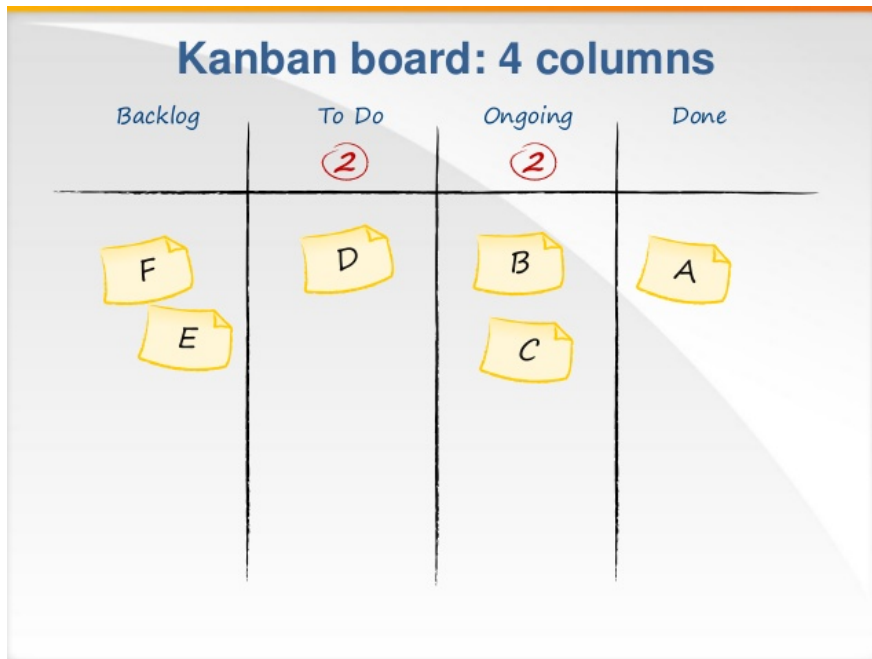 Kanban board: 4 columns
Backlog To Do Ongoing Done
2 2
F D B A
E C